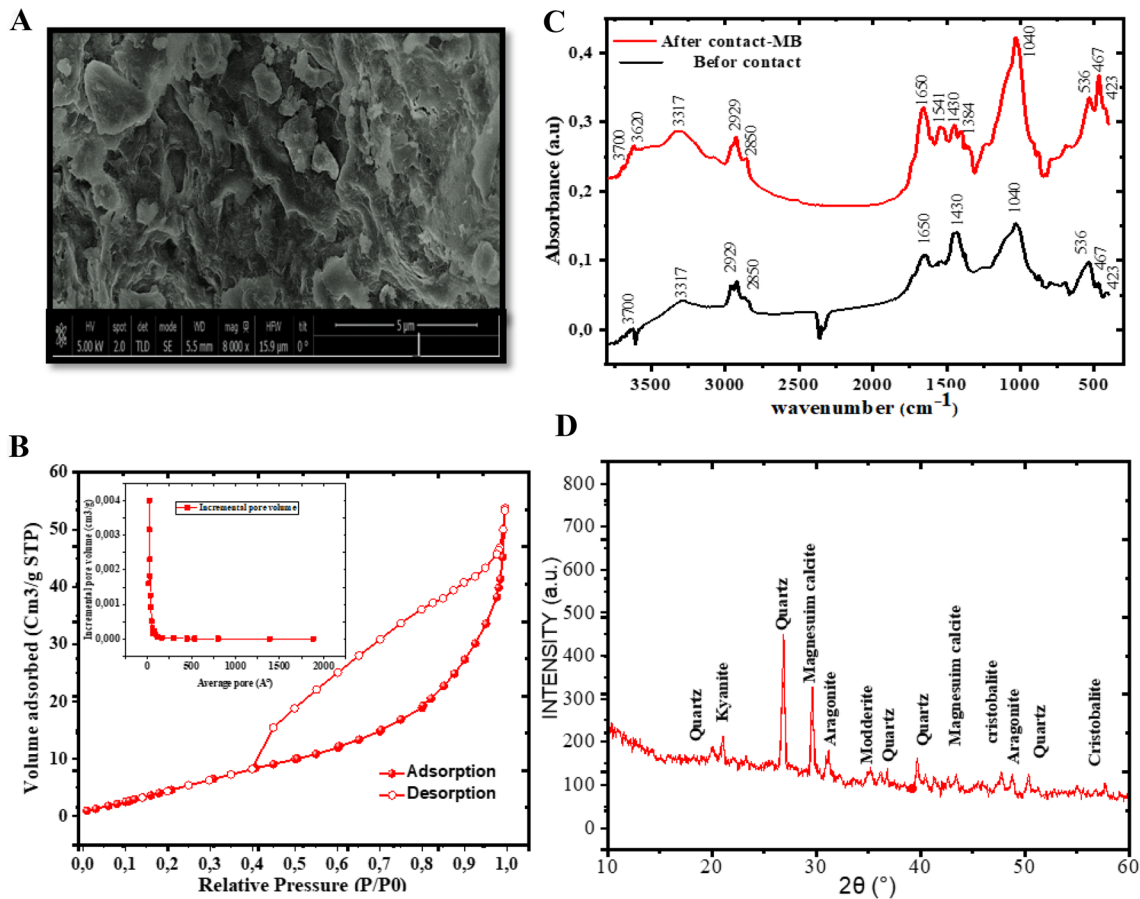 A
HV spot det mode WD mag HFW tilt
5.00 kV 2.0 TLD SE 5.5 mm 8 000 x 15.9 µm 0 °
5 µm
C
After contact-MB
Befor contact
0,4
0,3
0,2
0,1
0,0
Absorbance (a.u)
3700
3620
3317
2929
2850
1650
1541
1430
1384
1040
536
467
423
3700
3317
2929
2850
1650
1430
1040
536
467
423
3500 3000 2500 2000 1500 1000 500
wavenumber (cm⁻¹)
B
60
50
40
30
20
10
0
Volume adsorbed (Cm3/g STP)
0,004
0,003
0,002
0,001
0,000
Incremental pore volume (cm3/g)
Incremental pore volume
0 500 1000 1500 2000
Average pore (A°)
Adsorption
Desorption
0,0 0,1 0,2 0,3 0,4 0,5 0,6 0,7 0,8 0,9 1,0
Relative Pressure (P/P0)
D
800
700
600
500
400
300
200
100
0
INTENSITY (a.u.)
Quartz
Kyanite
Quartz
Magnesuim calcite
Aragonite
Modderite
Quartz
Quartz
Magnesuim calcite
cristobalite
Aragonite
Quartz
Cristobalite
10 20 30 40 50 60
2θ (°)